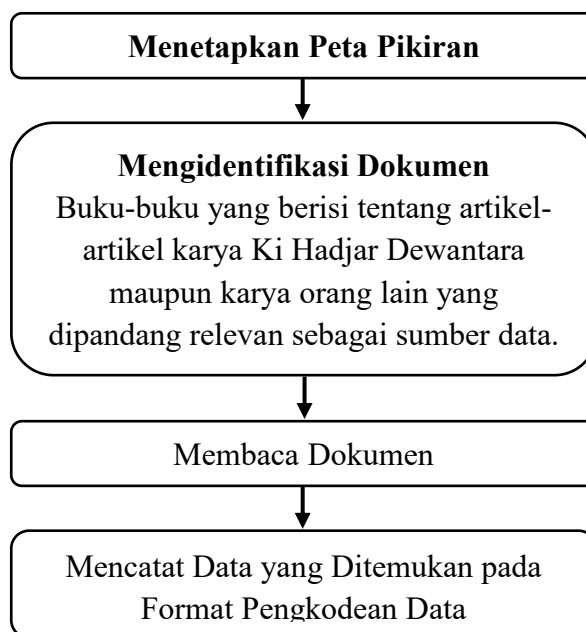 Menetapkan Peta Pikiran
Mengidentifikasi Dokumen
Buku-buku yang berisi tentang artikel-
artikel karya Ki Hadjar Dewantara
maupun karya orang lain yang
dipandang relevan sebagai sumber data.
Membaca Dokumen
Mencatat Data yang Ditemukan pada
Format Pengkodean Data